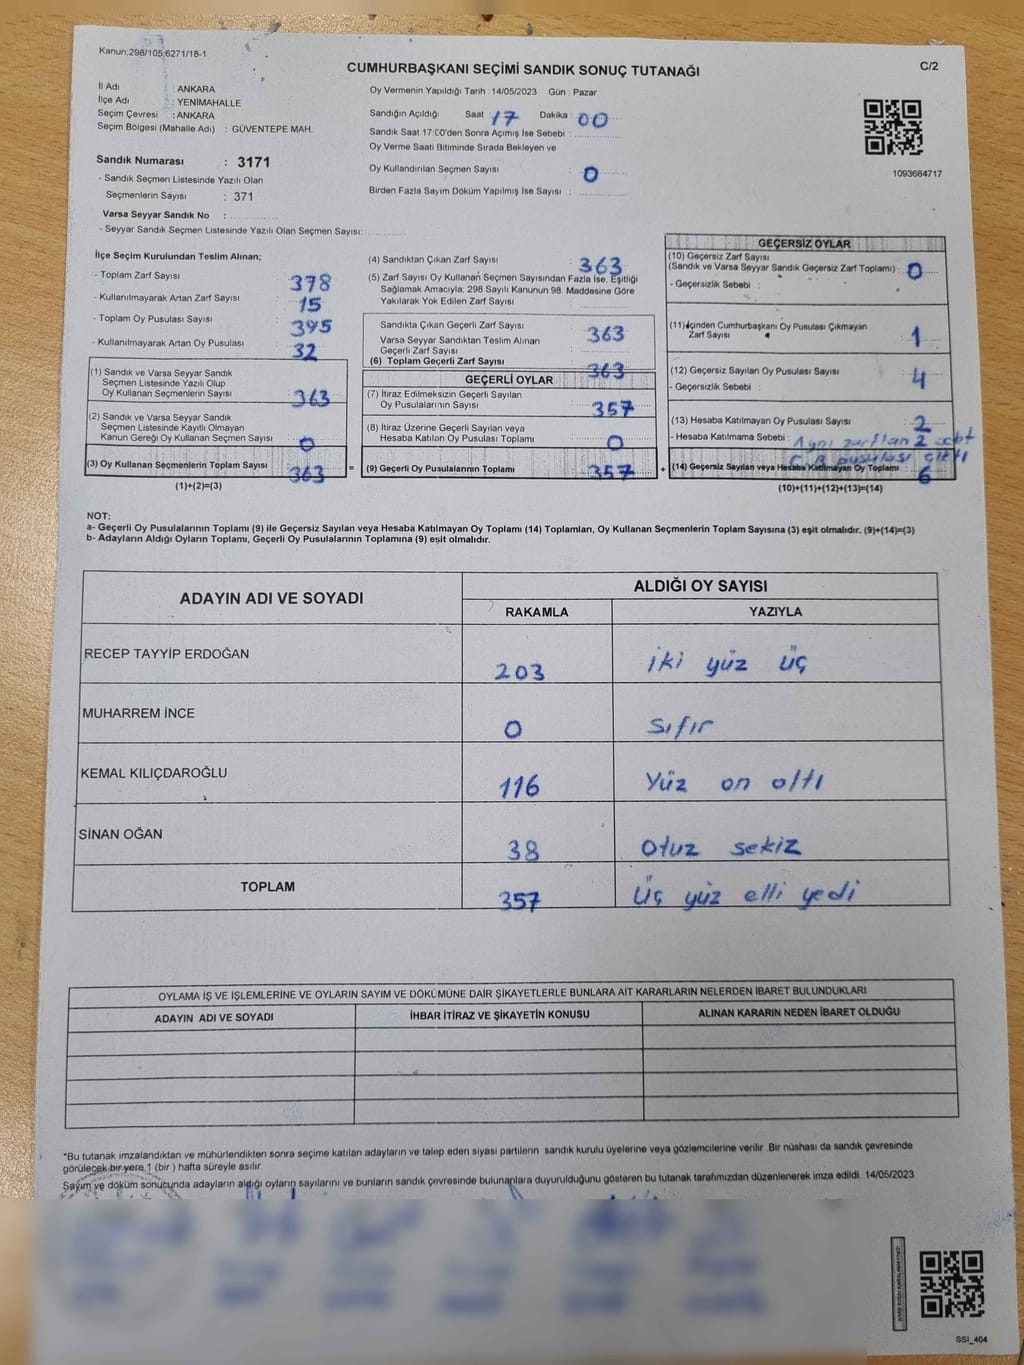 Kanun,298/105,6271/18-1
C/2
CUMHURBAŞKANI SEÇİMİ SANDIK SONUÇ TUTANAĞI
İl Adı : ANKARA
İlçe Adı : YENİMAHALLE
Seçim Çevresi : ANKARA
Seçim Bölgesi (Mahalle Adı) : GÜVENTEPE MAH.
Sandık Numarası : 3171
- Sandık Seçmen Listesinde Yazılı Olan
Seçmenlerin Sayısı : 371
Varsa Seyyar Sandık No :
- Seyyar Sandık Seçmen Listesinde Yazılı Olan Seçmen Sayısı:
Oy Vermenin Yapıldığı Tarih : 14/05/2023 Gün : Pazar
Sandığın Açıldığı Saat 17 Dakika : 00
Sandık Saat 17:00'den Sonra Açımış İse Sebebi :
Oy Verme Saati Bitiminde Sırada Bekleyen ve
Oy Kullandırılan Seçmen Sayısı : 0
Birden Fazla Sayım Döküm Yapılmış İse Sayısı :
1093684717
İlçe Seçim Kurulundan Teslim Alınan;
- Toplam Zarf Sayısı : 378
- Kullanılmayarak Artan Zarf Sayısı : 15
- Toplam Oy Pusulası Sayısı : 395
- Kullanılmayarak Artan Oy Pusulası : 32
(1) Sandık ve Varsa Seyyar Sandık
Seçmen Listesinde Yazılı Olup
Oy Kullanan Seçmenlerin Sayısı : 363
(2) Sandık ve Varsa Seyyar Sandık
Seçmen Listesinde Kayıtlı Olmayan
Kanun Gereği Oy Kullanan Seçmen Sayısı : 0
(3) Oy Kullanan Seçmenlerin Toplam Sayısı : 363
(1)+(2)=(3)
(4) Sandıktan Çıkan Zarf Sayısı : 363
(5) Zarf Sayısı Oy Kullanan Seçmen Sayısından Fazla İse, Eşitliği
Sağlamak Amacıyla; 298 Sayılı Kanunun 98. Maddesine Göre
Yakılarak Yok Edilen Zarf Sayısı :
Sandıkta Çıkan Geçerli Zarf Sayısı : 363
Varsa Seyyar Sandıktan Teslim Alınan
Geçerli Zarf Sayısı :
(6) Toplam Geçerli Zarf Sayısı : 363
GEÇERLİ OYLAR
(7) İtiraz Edilmeksizin Geçerli Sayılan
Oy Pusulalarının Sayısı : 357
(8) İtiraz Üzerine Geçerli Sayılan veya
Hesaba Katılan Oy Pusulası Toplamı : 0
= (9) Geçerli Oy Pusulalarının Toplamı : 357 +
GEÇERSİZ OYLAR
(10) Geçersiz Zarf Sayısı
(Sandık ve Varsa Seyyar Sandık Geçersiz Zarf Toplamı) : 0
- Geçersizlik Sebebi :
(11) İçinden Cumhurbaşkanı Oy Pusulası Çıkmayan
Zarf Sayısı : 1
(12) Geçersiz Sayılan Oy Pusulası Sayısı : 4
- Geçersizlik Sebebi :
(13) Hesaba Katılmayan Oy Pusulası Sayısı : 2
- Hesaba Katılmama Sebebi : Aynı zarftan 2 adet
C.B pusulası çıktı
(14) Geçersiz Sayılan veya Hesaba Katılmayan Oy Toplamı : 6
(10)+(11)+(12)+(13)=(14)
NOT:
a- Geçerli Oy Pusulalarının Toplamı (9) ile Geçersiz Sayılan veya Hesaba Katılmayan Oy Toplamı (14) Toplamları, Oy Kullanan Seçmenlerin Toplam Sayısına (3) eşit olmalıdır. (9)+(14)=(3)
b- Adayların Aldığı Oyların Toplamı, Geçerli Oy Pusulalarının Toplamına (9) eşit olmalıdır.
ADAYIN ADI VE SOYADI ALDIĞI OY SAYISI
RAKAMLA YAZIYLA
RECEP TAYYİP ERDOĞAN 203 iki yüz üç
MUHARREM İNCE 0 sıfır
KEMAL KILIÇDAROĞLU 116 Yüz on altı
SİNAN OĞAN 38 Otuz sekiz
TOPLAM 357 Üç yüz elli yedi
OYLAMA İŞ VE İŞLEMLERİNE VE OYLARIN SAYIM VE DÖKÜMÜNE DAİR ŞİKAYETLERLE BUNLARA AİT KARARLARIN NELERDEN İBARET BULUNDUKLARI
ADAYIN ADI VE SOYADI İHBAR İTİRAZ VE ŞİKAYETİN KONUSU ALINAN KARARIN NEDEN İBARET OLDUĞU
*Bu tutanak imzalandıktan ve mühürlendikten sonra seçime katılan adayların ve talep eden siyasi partilerin sandık kurulu üyelerine veya gözlemcilerine verilir. Bir nüshası da sandık çevresinde
görülecek bir yere 1 (bir ) hafta süreyle asılır.
Sayım ve döküm sonucunda adayların aldığı oyların sayılarını ve bunların sandık çevresinde bulunanlara duyurulduğunu gösteren bu tutanak tarafımızdan düzenlenerek imza edildi. 14/05/2023
SSI_404